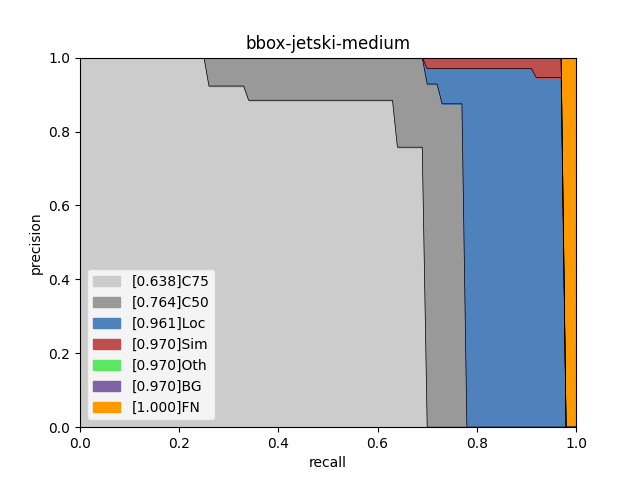 bbox-jetski-medium
1.0
0.8
0.6
0.4
0.2
0.0
precision
[0.638]C75
[0.764]C50
[0.961]Loc
[0.970]Sim
[0.970]Oth
[0.970]BG
[1.000]FN
0.0 0.2 0.4 0.6 0.8 1.0
recall